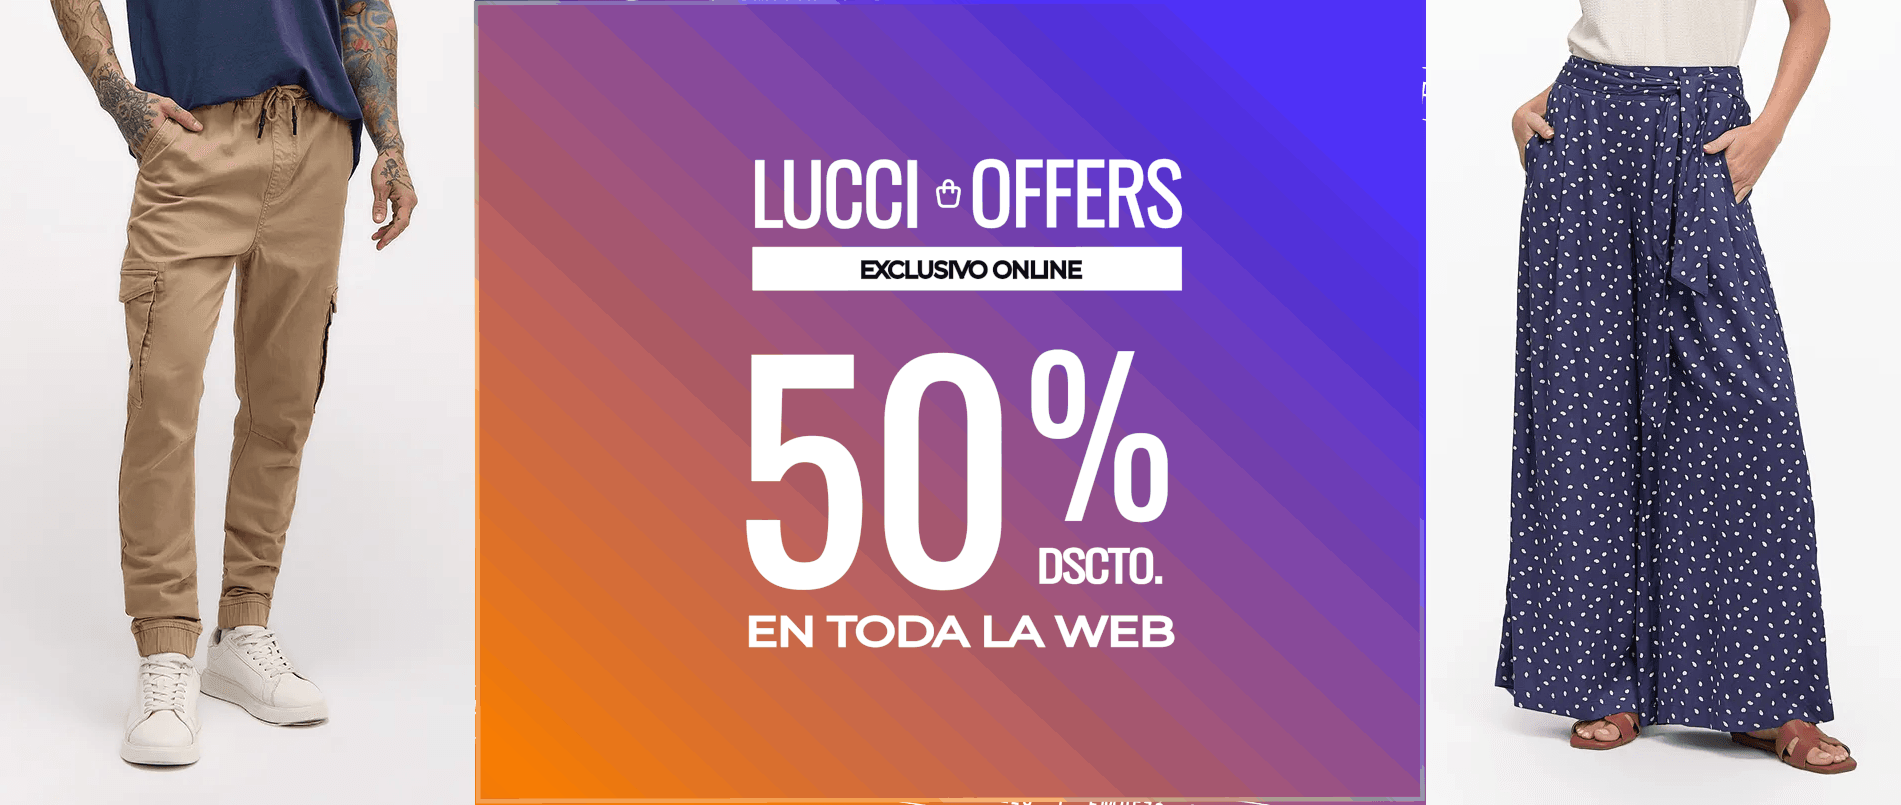 LUCCI OFFERS
EXCLUSIVO ONLINE
50%
DSCTO.
EN TODA LA WEB